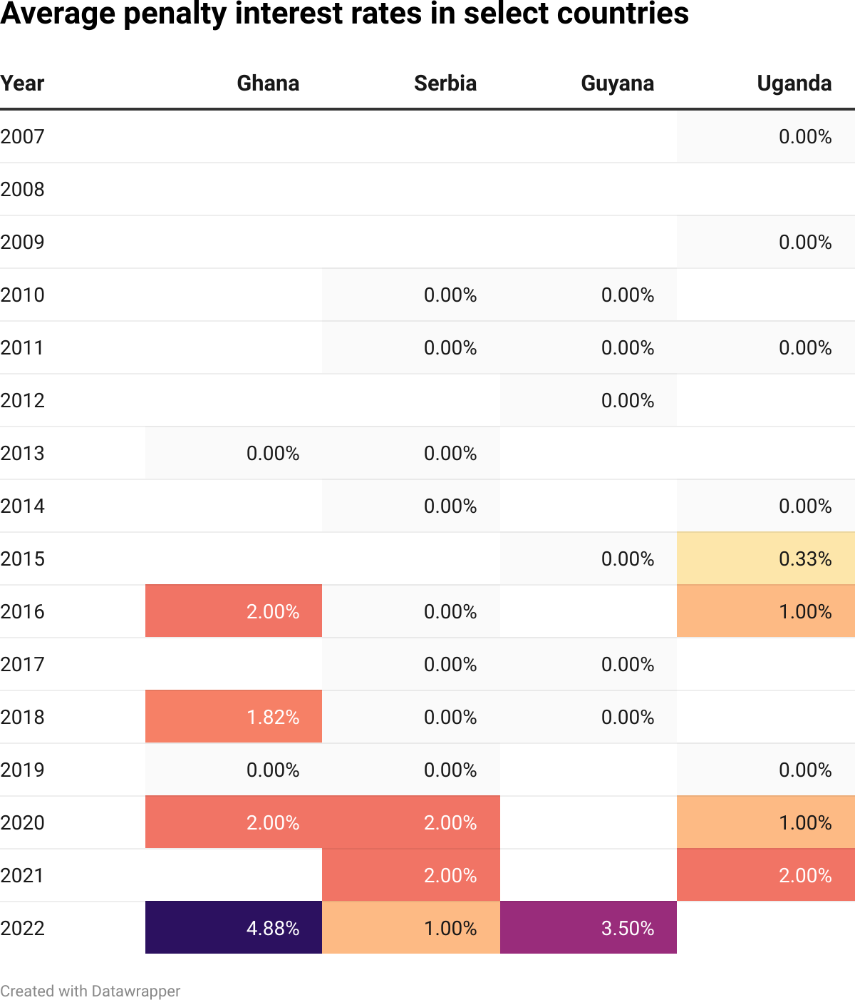 Average penalty interest rates in select countries
Year Ghana Serbia Guyana Uganda
2007 0.00%
2008
2009 0.00%
2010 0.00% 0.00%
2011 0.00% 0.00% 0.00%
2012 0.00%
2013 0.00% 0.00%
2014 0.00% 0.00%
2015 0.00% 0.33%
2016 2.00% 0.00% 1.00%
2017 0.00% 0.00%
2018 1.82% 0.00% 0.00%
2019 0.00% 0.00% 0.00%
2020 2.00% 2.00% 1.00%
2021 2.00% 2.00%
2022 4.88% 1.00% 3.50%
Created with Datawrapper